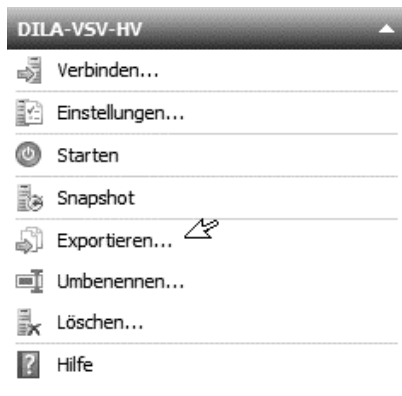 DILA-VSV-HV
Verbinden...
Einstellungen...
Starten
Snapshot
Exportieren...
Umbenennen...
Löschen...
Hilfe